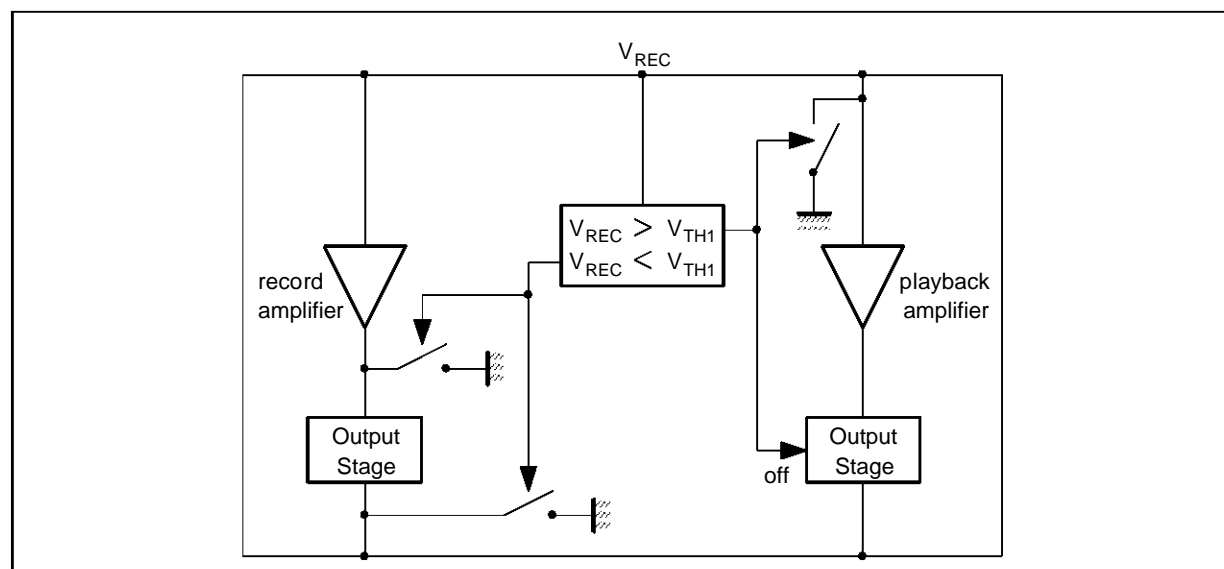 V_REC
V_REC > V_TH1
V_REC < V_TH1
record
amplifier
playback
amplifier
Output
Stage
off
Output
Stage